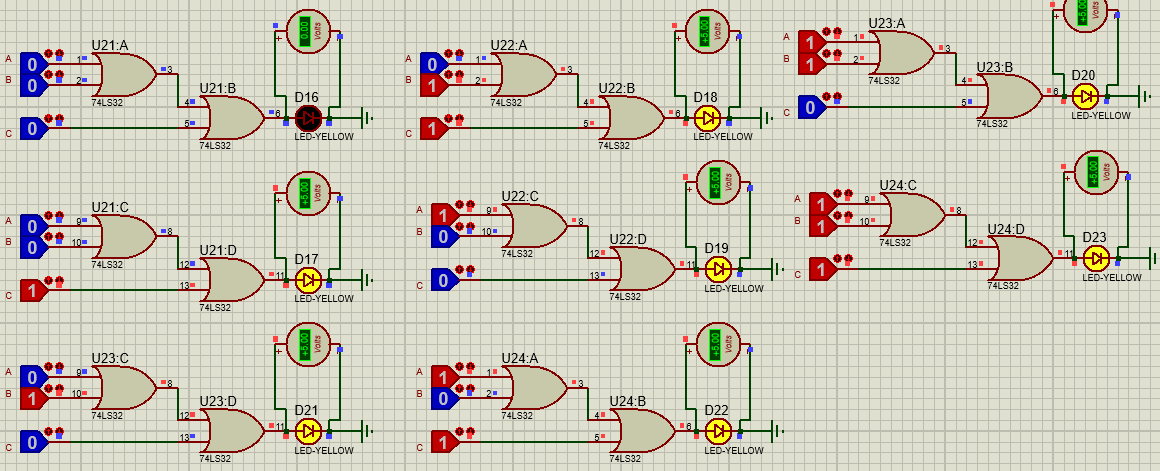 U21:A
A 0 1 3
B 0 2
74LS32
U21:B
4 6
C 0 5
74LS32
0.00 Volts
D16
LED-YELLOW
U22:A
A 0 1 3
B 1 2
74LS32
U22:B
4 6
C 1 5
74LS32
+5.00 Volts
D18
LED-YELLOW
U23:A
A 1 1 3
B 1 2
74LS32
U23:B
4 6
C 0 5
74LS32
+5.00 Volts
D20
LED-YELLOW
U21:C
A 0 9 8
B 0 10
74LS32
U21:D
12 11
C 1 13
74LS32
+5.00 Volts
D17
LED-YELLOW
U22:C
A 1 9 8
B 0 10
74LS32
U22:D
12 11
C 0 13
74LS32
+5.00 Volts
D19
LED-YELLOW
U24:C
A 1 9 8
B 1 10
74LS32
U24:D
12 11
C 1 13
74LS32
+5.00 Volts
D23
LED-YELLOW
U23:C
A 0 9 8
B 1 10
74LS32
U23:D
12 11
C 0 13
74LS32
+5.00 Volts
D21
LED-YELLOW
U24:A
A 1 1 3
B 0 2
74LS32
U24:B
4 6
C 1 5
74LS32
+5.00 Volts
D22
LED-YELLOW